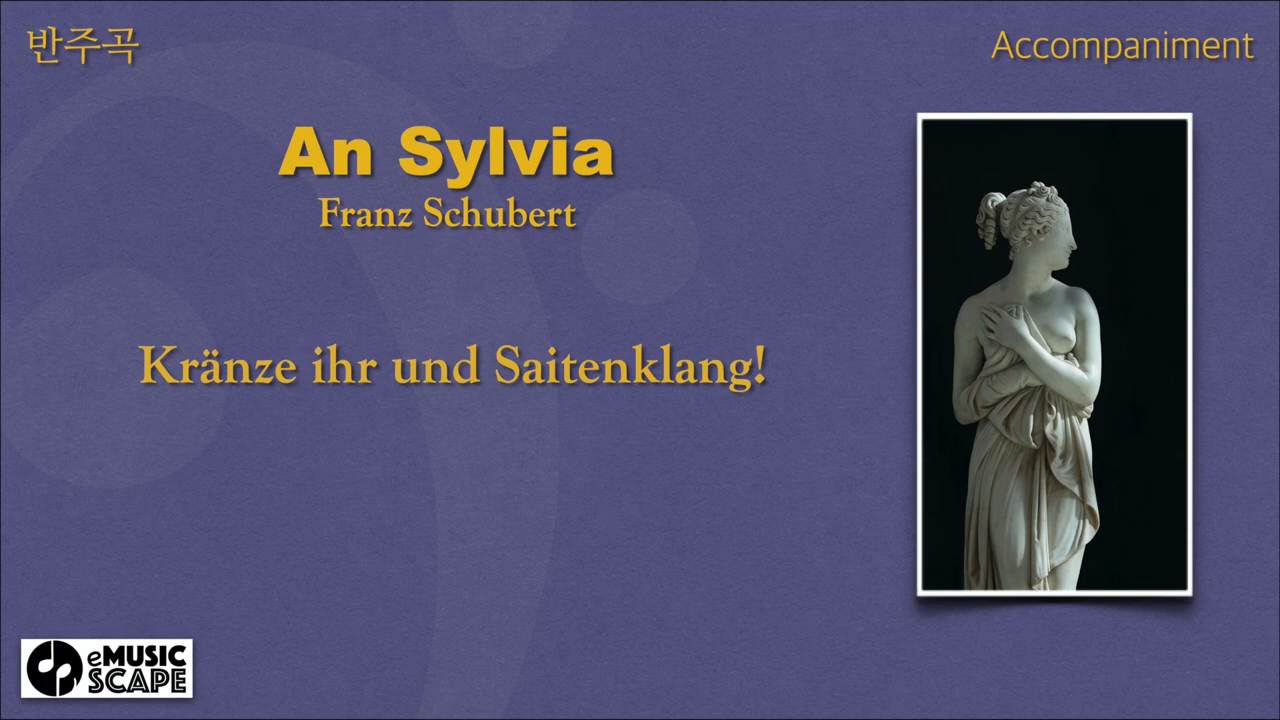 반주곡
Accompaniment
An Sylvia
Franz Schubert
Kränze ihr und Saitenklang!
eMUSIC
SCAPE